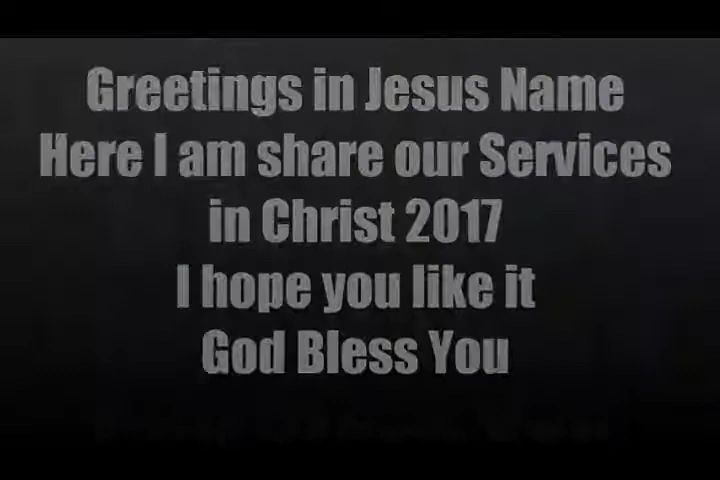 Greetings in Jesus Name
Here I am share our Services
in Christ 2017
I hope you like it
God Bless You